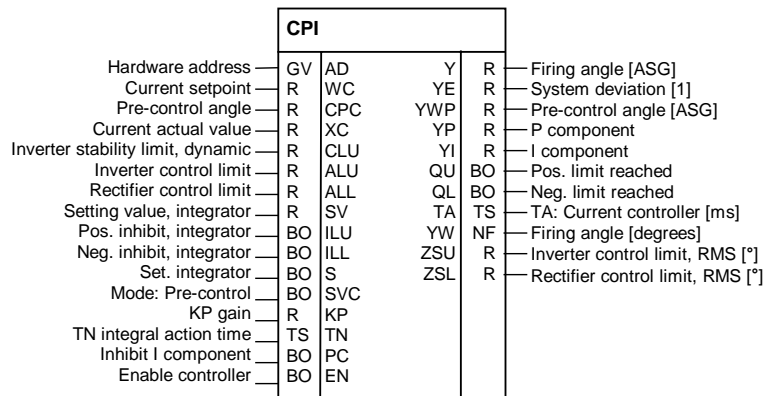 CPI
Hardware address GV AD Y R Firing angle [ASG]
Current setpoint R WC YE R System deviation [1]
Pre-control angle R CPC YWP R Pre-control angle [ASG]
Current actual value R XC YP R P component
Inverter stability limit, dynamic R CLU YI R I component
Inverter control limit R ALU QU BO Pos. limit reached
Rectifier control limit R ALL QL BO Neg. limit reached
Setting value, integrator R SV TA TS TA: Current controller [ms]
Pos. inhibit, integrator BO ILU YW NF Firing angle [degrees]
Neg. inhibit, integrator BO ILL ZSU R Inverter control limit, RMS [°]
Set. integrator BO S ZSL R Rectifier control limit, RMS [°]
Mode: Pre-control BO SVC
KP gain R KP
TN integral action time TS TN
Inhibit I component BO PC
Enable controller BO EN